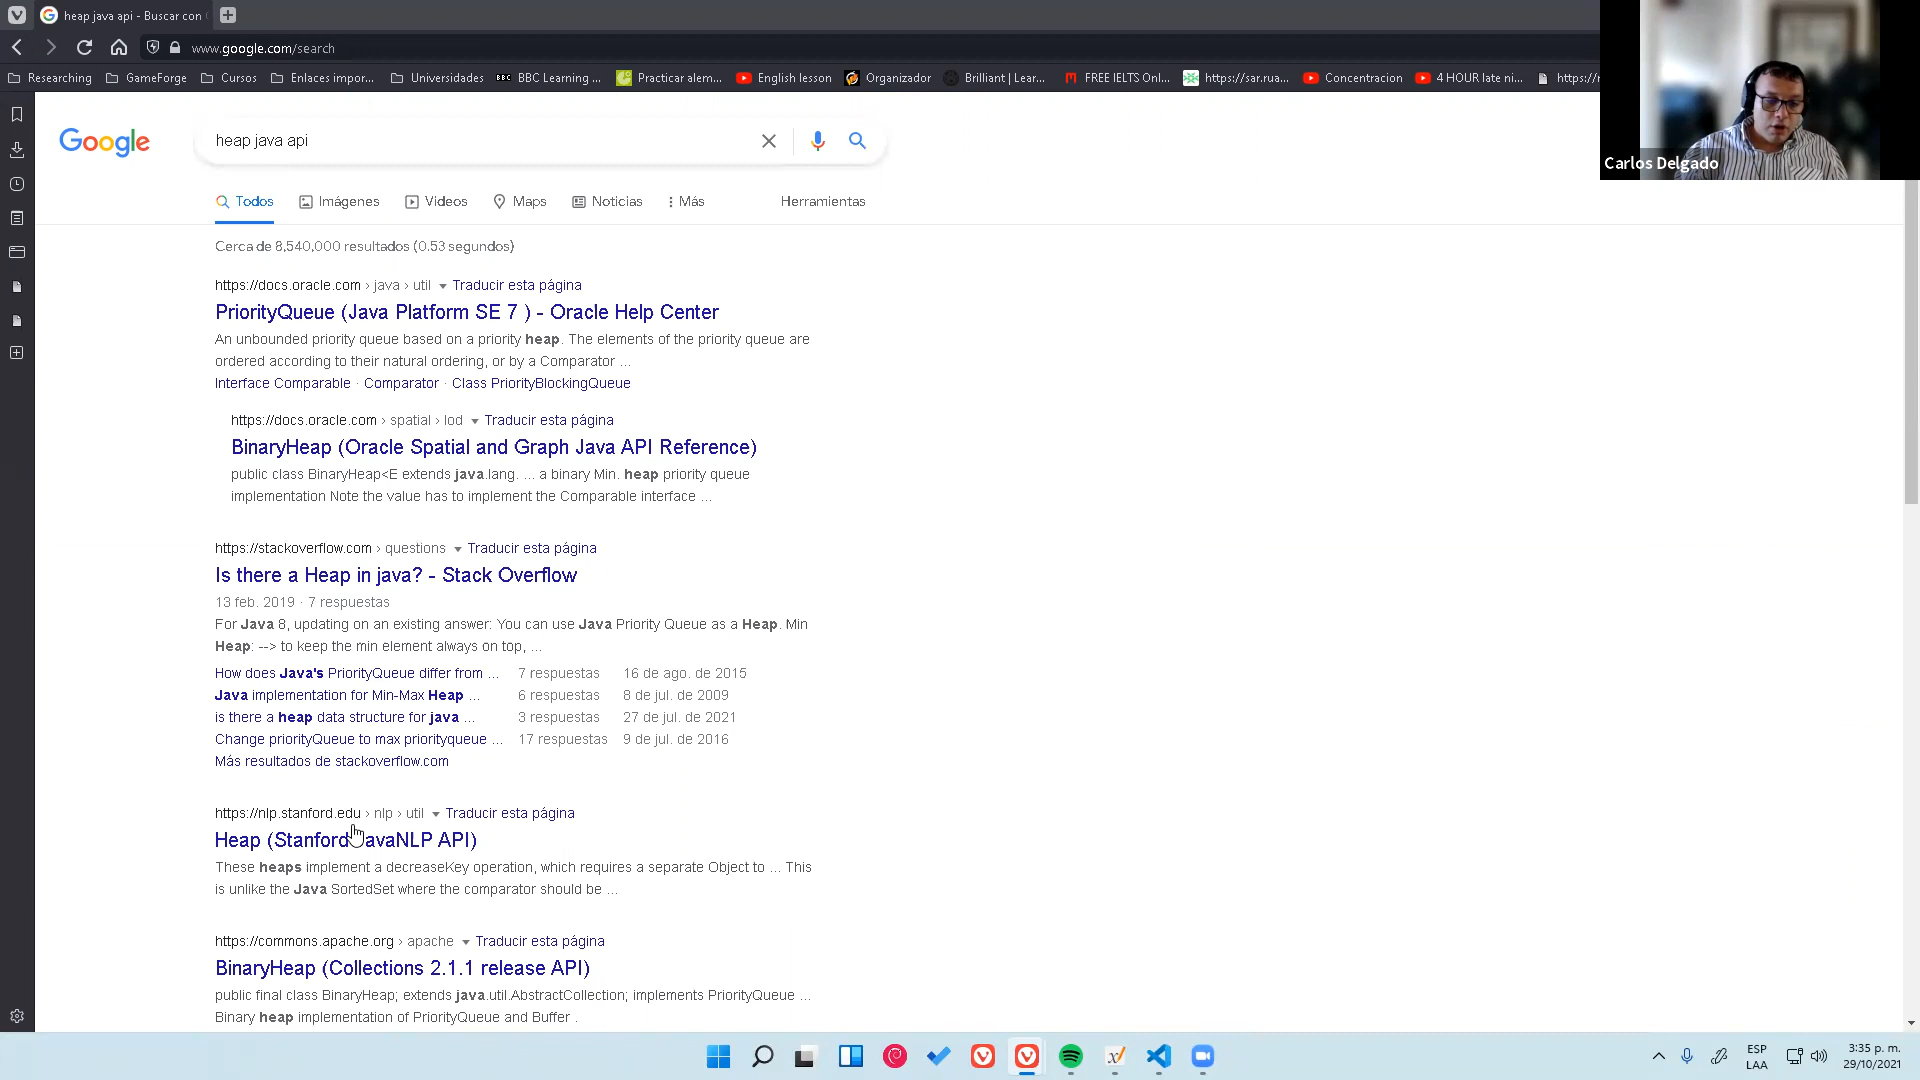 heap java api - Buscar con
www.google.com/search
Researching
GameForge
Cursos
Enlaces impor...
Universidades
BBC BBC Learning ...
Practicar alem...
English lesson
Organizador
Brilliant | Lear...
FREE IELTS Onl...
https://sar.rua...
Concentracion
4 HOUR late ni...
Carlos Delgado
Google
heap java api
Todos
Imágenes
Videos
Maps
Noticias
Más
Herramientas
Cerca de 8,540,000 resultados (0.53 segundos)
https://docs.oracle.com › java › util Traducir esta página
PriorityQueue (Java Platform SE 7 ) - Oracle Help Center
An unbounded priority queue based on a priority heap. The elements of the priority queue are
ordered according to their natural ordering, or by a Comparator ...
Interface Comparable · Comparator · Class PriorityBlockingQueue
https://docs.oracle.com › spatial › lod Traducir esta página
BinaryHeap (Oracle Spatial and Graph Java API Reference)
public class BinaryHeap<E extends java.lang. ... a binary Min. heap priority queue
implementation Note the value has to implement the Comparable interface ...
https://stackoverflow.com › questions Traducir esta página
Is there a Heap in java? - Stack Overflow
13 feb. 2019 · 7 respuestas
For Java 8, updating on an existing answer: You can use Java Priority Queue as a Heap. Min
Heap: --> to keep the min element always on top, ...
How does Java's PriorityQueue differ from ... 7 respuestas 16 de ago. de 2015
Java implementation for Min-Max Heap ... 6 respuestas 8 de jul. de 2009
is there a heap data structure for java ... 3 respuestas 27 de jul. de 2021
Change priorityQueue to max priorityqueue ... 17 respuestas 9 de jul. de 2016
Más resultados de stackoverflow.com
https://nlp.stanford.edu › nlp › util Traducir esta página
Heap (Stanford JavaNLP API)
These heaps implement a decreaseKey operation, which requires a separate Object to ... This
is unlike the Java SortedSet where the comparator should be ...
https://commons.apache.org › apache Traducir esta página
BinaryHeap (Collections 2.1.1 release API)
public final class BinaryHeap; extends java.util.AbstractCollection; implements PriorityQueue ...
Binary heap implementation of PriorityQueue and Buffer .
ESP
LAA
3:35 p. m.
29/10/2021